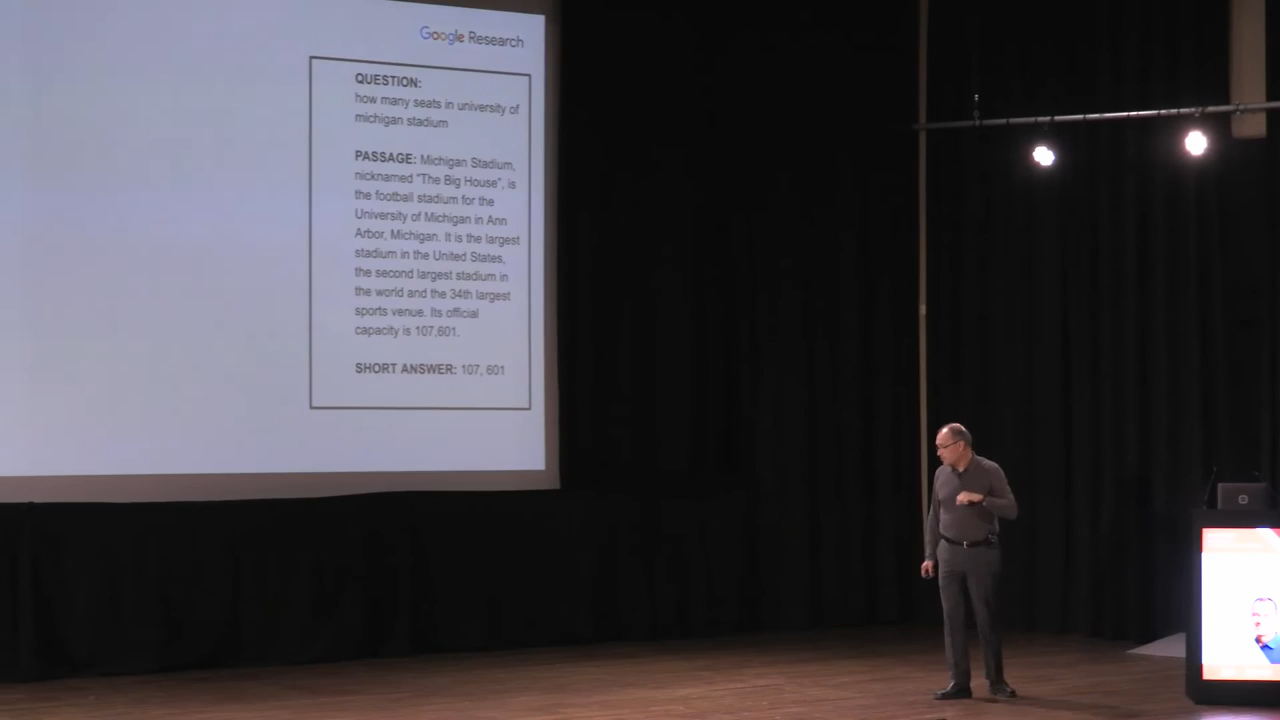 Google Research
QUESTION:
how many seats in university of
michigan stadium
PASSAGE: Michigan Stadium,
nicknamed "The Big House", is
the football stadium for the
University of Michigan in Ann
Arbor, Michigan. It is the largest
stadium in the United States,
the second largest stadium in
the world and the 34th largest
sports venue. Its official
capacity is 107,601.
SHORT ANSWER: 107, 601